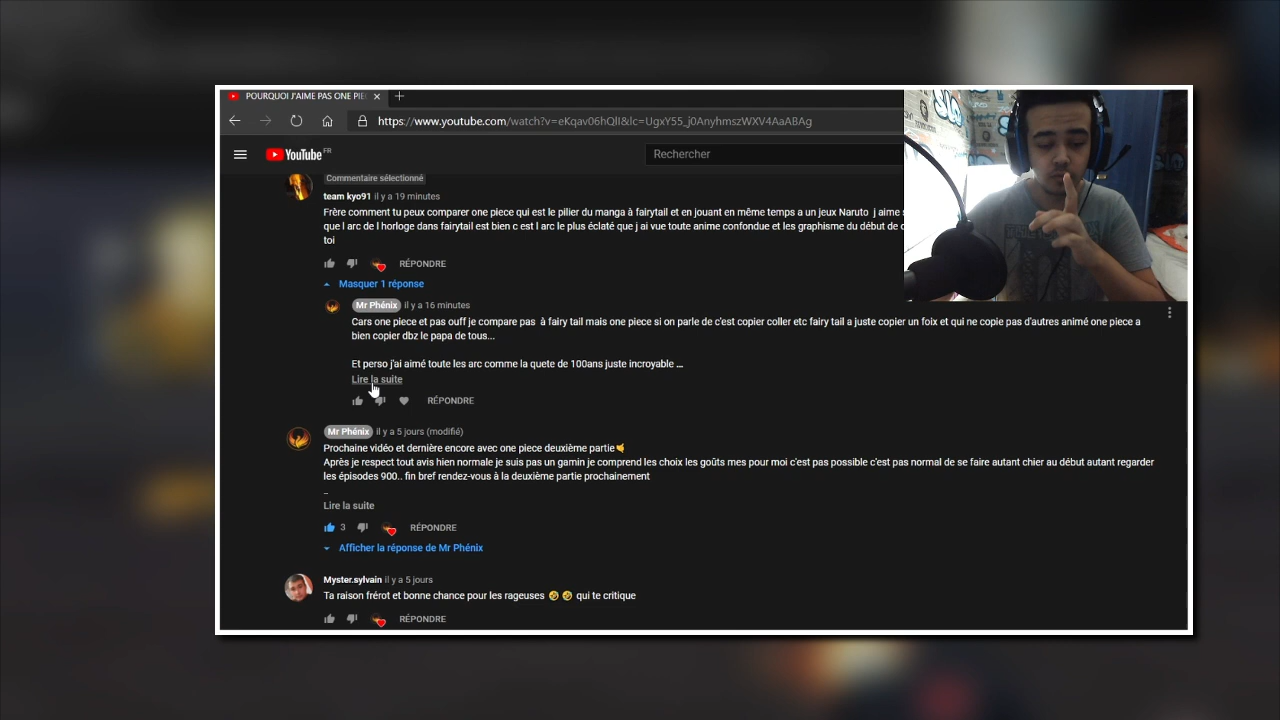 POURQUOI J'AIME PAS ONE PIE
https://www.youtube.com/watch?v=eKqav06hQlI&lc=UgxY55_j0AnyhmszWXV4AaABAg
YouTube FR
Rechercher
Commentaire sélectionné
team kyo91 il y a 19 minutes
Frère comment tu peux comparer one piece qui est le pilier du manga à fairytail et en jouant en même temps a un jeux Naruto j aime
que l arc de l horloge dans fairytail est bien c est l arc le plus éclaté que j ai vue toute anime confondue et les graphisme du début de
toi
RÉPONDRE
Masquer 1 réponse
Mr Phénix il y a 16 minutes
Cars one piece et pas ouff je compare pas à fairy tail mais one piece si on parle de c'est copier coller etc fairy tail a juste copier un foix et qui ne copie pas d'autres animé one piece a
bien copier dbz le papa de tous...
Et perso j'ai aimé toute les arc comme la quete de 100ans juste incroyable ...
Lire la suite
RÉPONDRE
Mr Phénix il y a 5 jours (modifié)
Prochaine vidéo et dernière encore avec one piece deuxième partie🤙
Après je respect tout avis hien normale je suis pas un gamin je comprend les choix les goûts mes pour moi c'est pas possible c'est pas normal de se faire autant chier au début autant regarder
les épisodes 900.. fin bref rendez-vous à la deuxième partie prochainement
_
Lire la suite
3 RÉPONDRE
Afficher la réponse de Mr Phénix
Myster.sylvain il y a 5 jours
Ta raison frérot et bonne chance pour les rageuses 🤣 🤣 qui te critique
RÉPONDRE